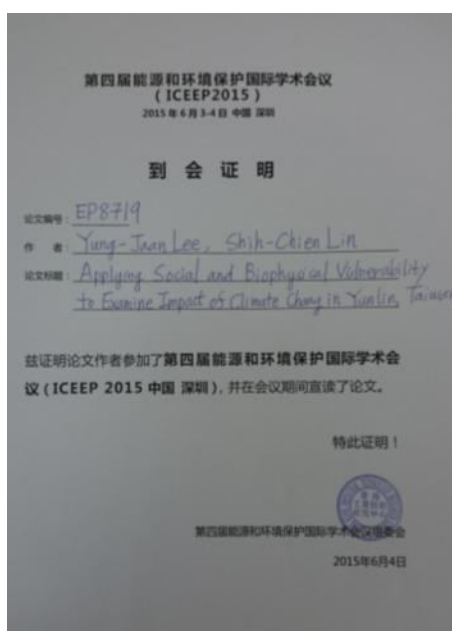 第四届能源和环境保护国际学术会议
( ICEEP2015 )
2015 年 6 月 3-4 日 中国 深圳
到 会 证 明
论文编号: EP8719
作 者: Yung-Jaan Lee, Shih-Chien Lin
论文标题: Applying Social and Biophysical Vulnerability
to Examine Impact of Climate Change in Yunlin, Taiwan
兹证明论文作者参加了第四届能源和环境保护国际学术会
议 (ICEEP 2015 中国 深圳), 并在会议期间宣读了论文。
特此证明！
第四届能源和环境保护国际学术会议组委会
2015年6月4日